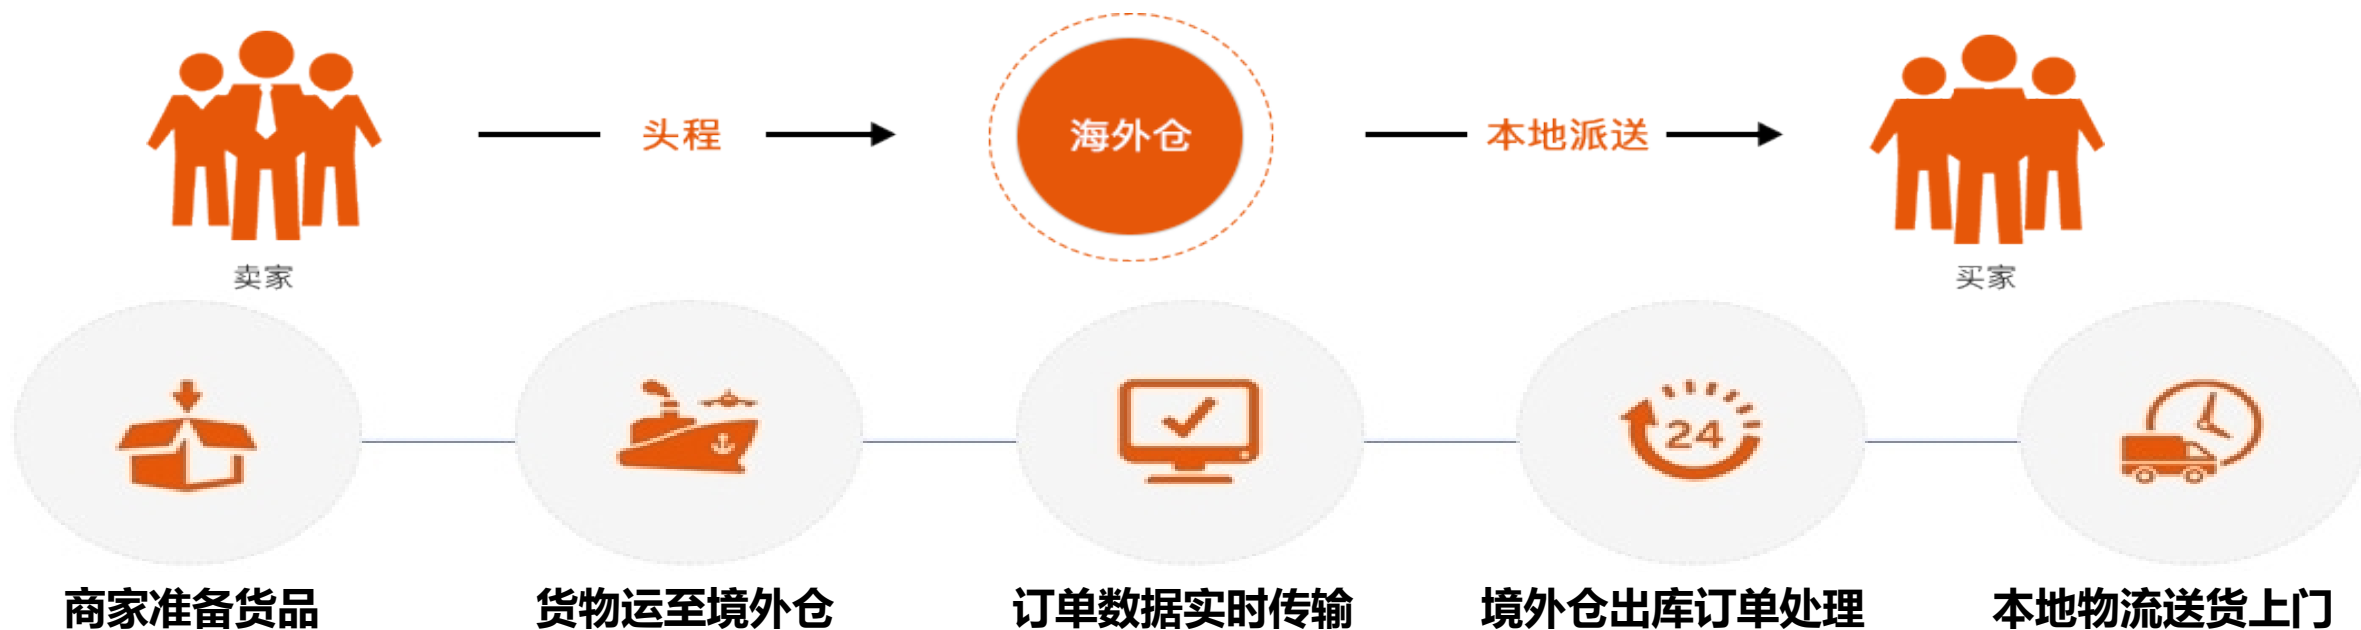 头程
海外仓
本地派送
卖家
买家
24
商家准备货品
货物运至境外仓
订单数据实时传输
境外仓出库订单处理
本地物流送货上门